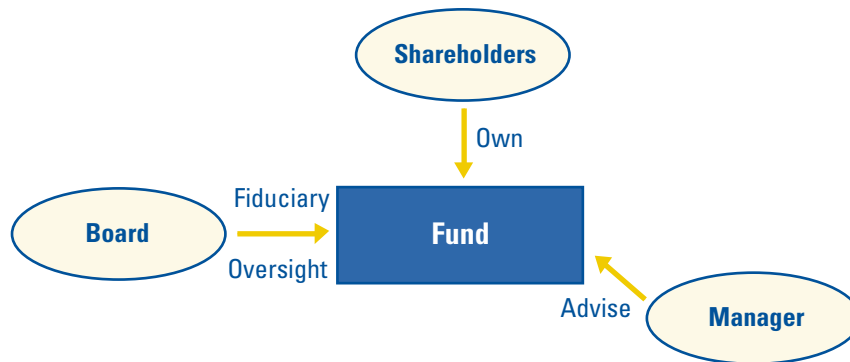 Shareholders
Own
Fiduciary
Board
Fund
Oversight
Advise
Manager